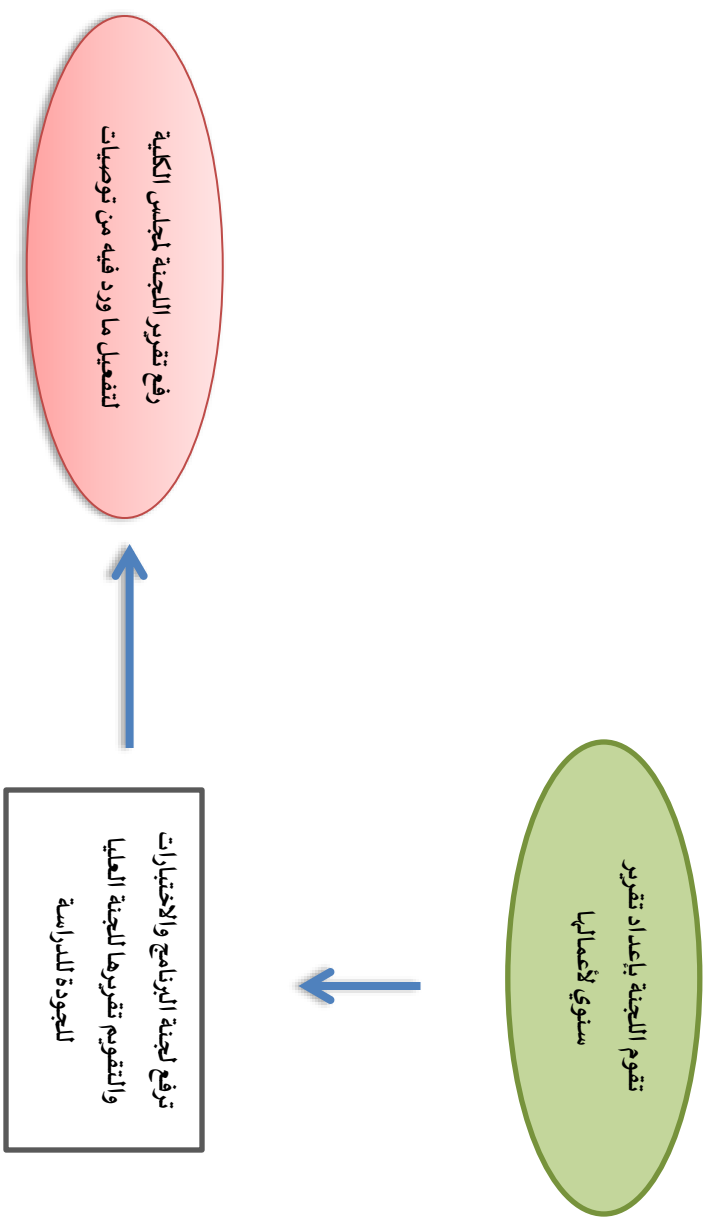 تقوم اللجنة بإعداد تقرير
سنوي لأعمالها
ترفع لجنة البرنامج والاختبارات
والتقويم تقريرها للجنة العليا
للجودة للدراسة
رفع تقرير اللجنة لمجلس الكلية
لتفعيل ما ورد فيه من توصيات